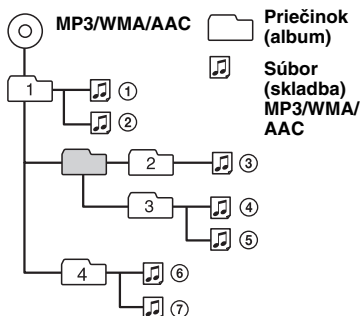 MP3/WMA/AAC
Priečinok
(album)
Súbor
(skladba)
MP3/WMA/
AAC
1
①
②
2
③
3
④
⑤
4
⑥
⑦